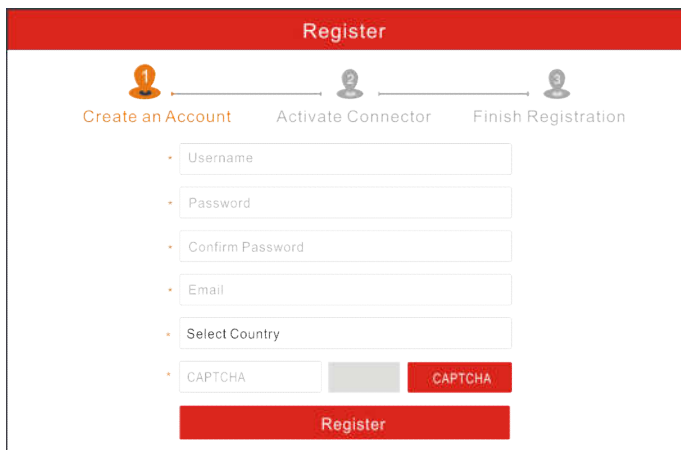 Register
1 2 3
Create an Account Activate Connector Finish Registration
* Username
* Password
* Confirm Password
* Email
* Select Country
* CAPTCHA CAPTCHA
Register